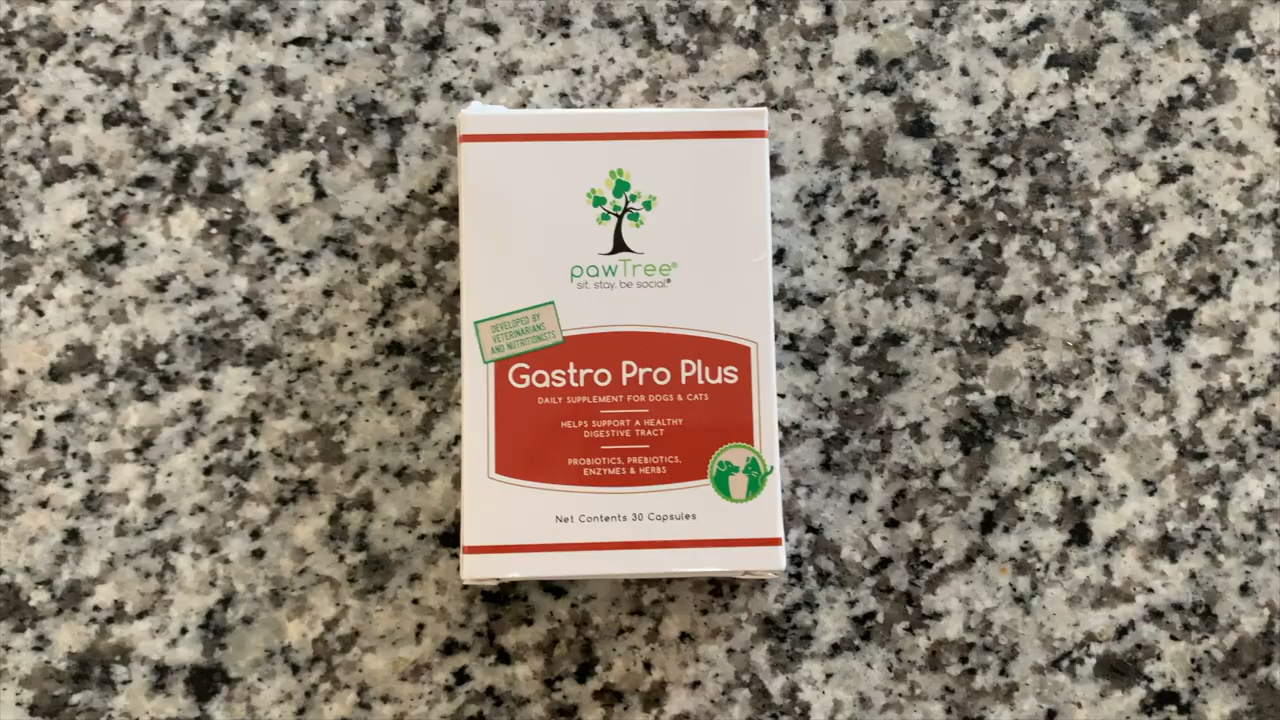 pawTree®
sit. stay. be social.®
DEVELOPED BY
VETERINARIANS
AND NUTRITIONISTS
Gastro Pro Plus
DAILY SUPPLEMENT FOR DOGS & CATS
HELPS SUPPORT A HEALTHY
DIGESTIVE TRACT
PROBIOTICS, PREBIOTICS,
ENZYMES & HERBS
Net Contents 30 Capsules